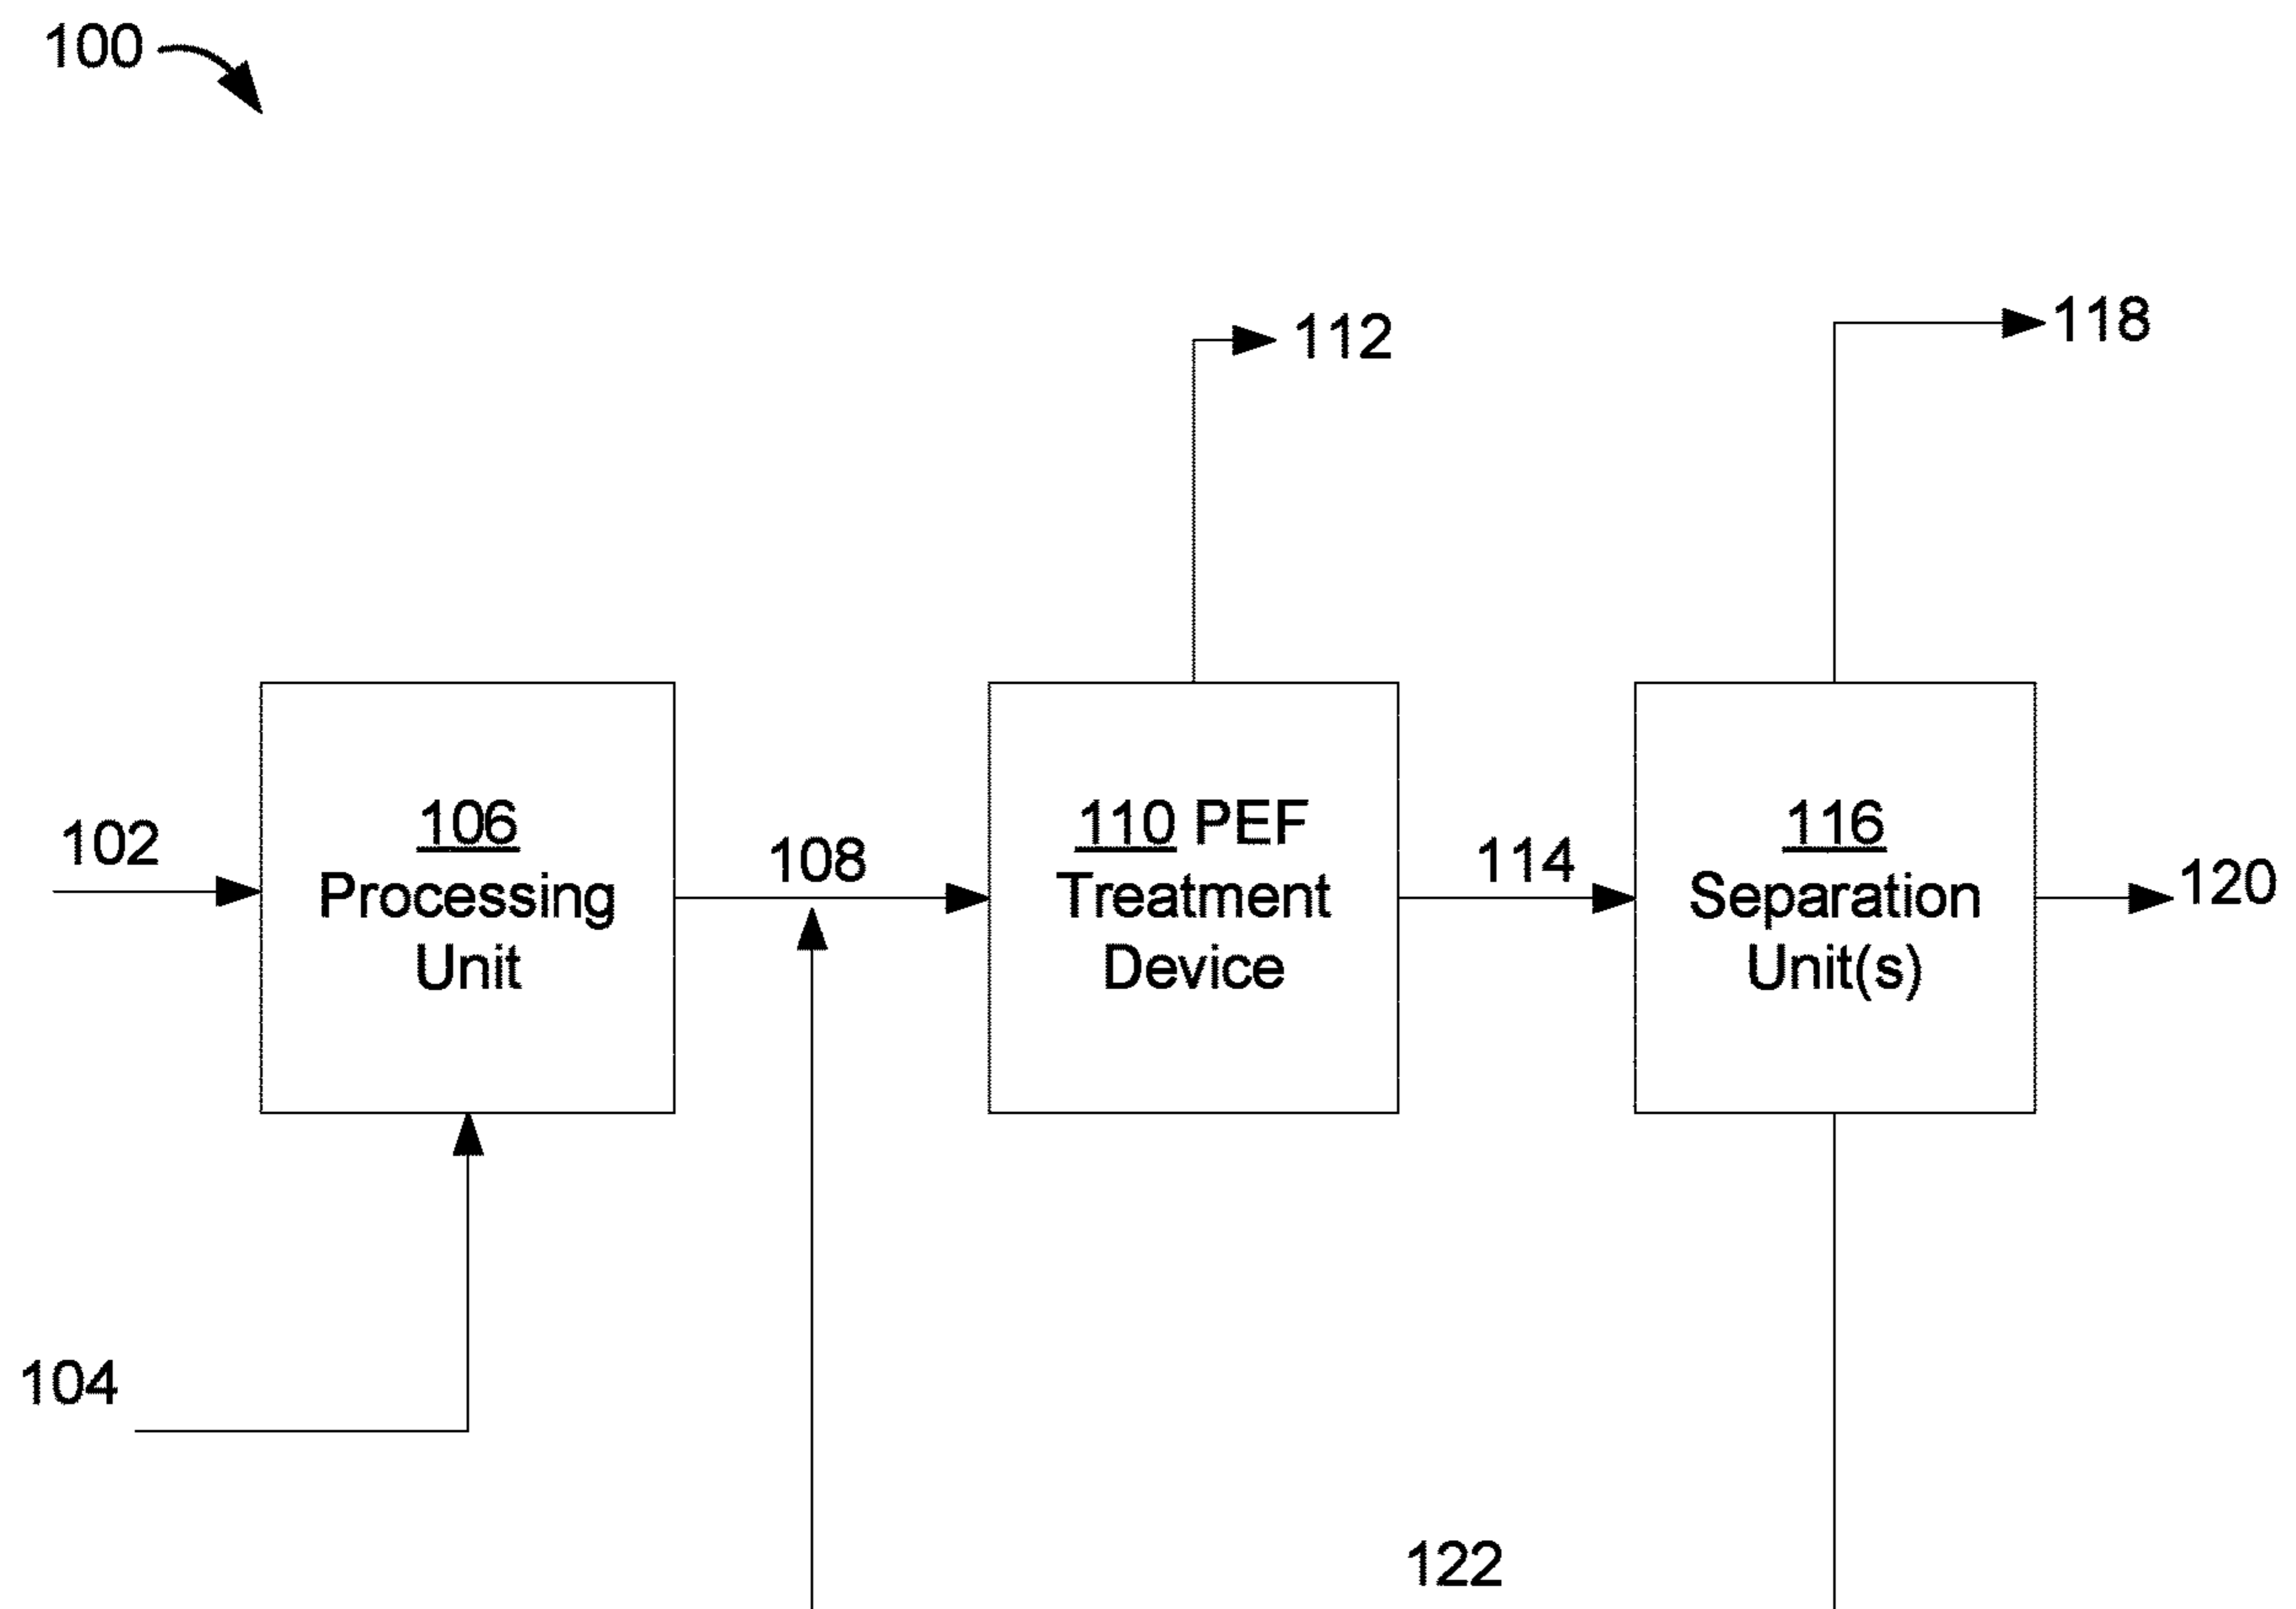 100
112
118
102
106
Processing
Unit
108
110 PEF
Treatment
Device
114
116
Separation
Unit(s)
120
104
122